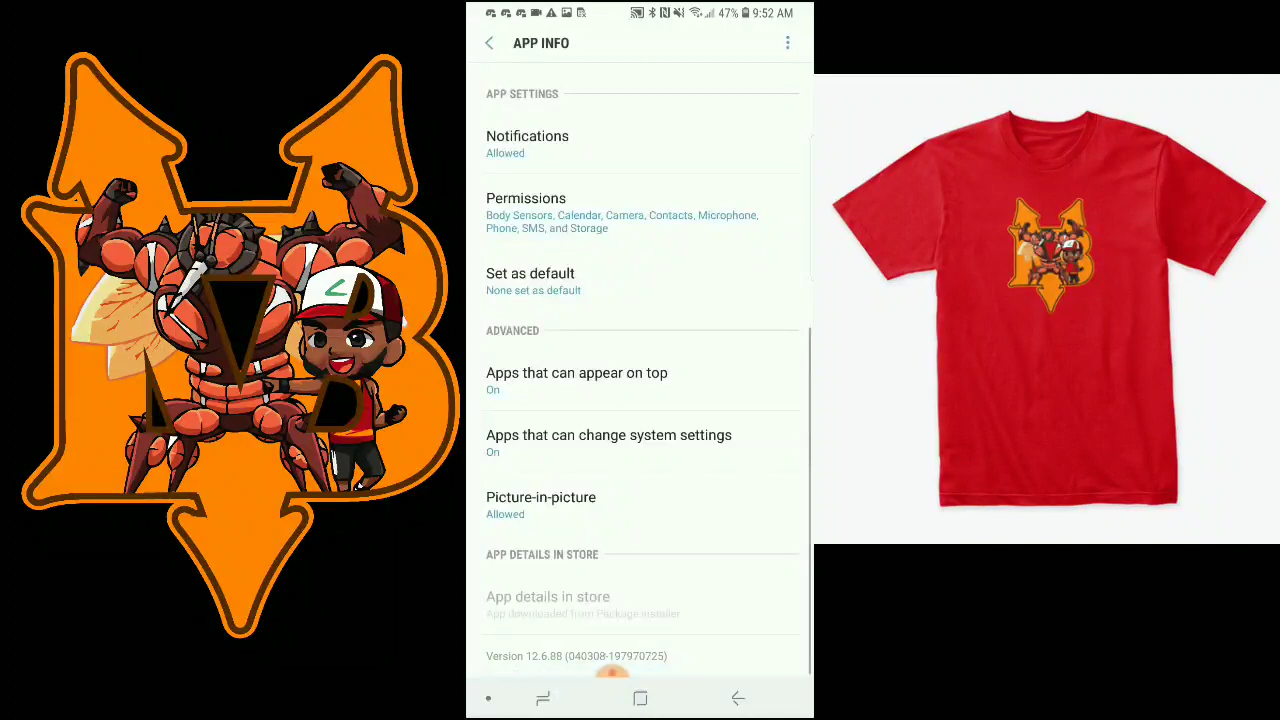 47% 9:52 AM
APP INFO
APP SETTINGS
Notifications
Allowed
Permissions
Body Sensors, Calendar, Camera, Contacts, Microphone,
Phone, SMS, and Storage
Set as default
None set as default
ADVANCED
Apps that can appear on top
On
Apps that can change system settings
On
Picture-in-picture
Allowed
APP DETAILS IN STORE
App details in store
App downloaded from Package installer
Version 12.6.88 (040308-197970725)